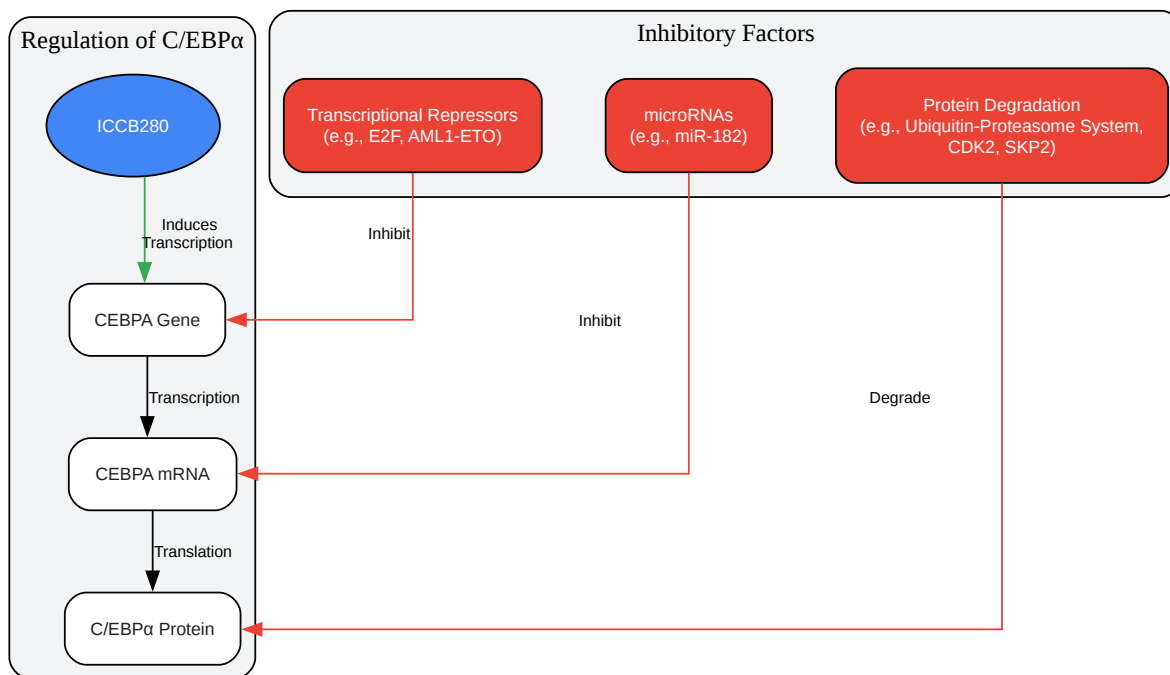 Regulation of C/EBPα
Inhibitory Factors
ICCB280
Transcriptional Repressors
(e.g., E2F, AML1-ETO)
microRNAs
(e.g., miR-182)
Protein Degradation
(e.g., Ubiquitin-Proteasome System,
CDK2, SKP2)
Induces
Transcription
Inhibit
CEBPA Gene
Inhibit
Transcription
Degrade
CEBPA mRNA
Translation
C/EBPα Protein